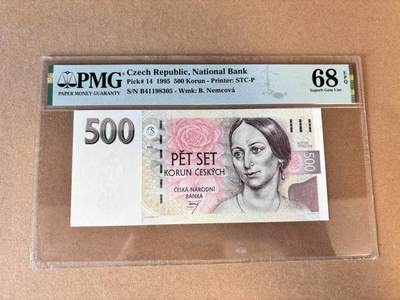 PMG
PAPER MONEY GUARANTY
Czech Republic, National Bank
Pick# 14 1995 500 Korun - Printer: STC-P
S/N B41198305 - Wmk: B. Nemcová
68 EPQ
Superb Gem Unc
500
PĚT SET
KORUN ČESKÝCH
ČESKÁ NÁRODNÍ
BANKA
500